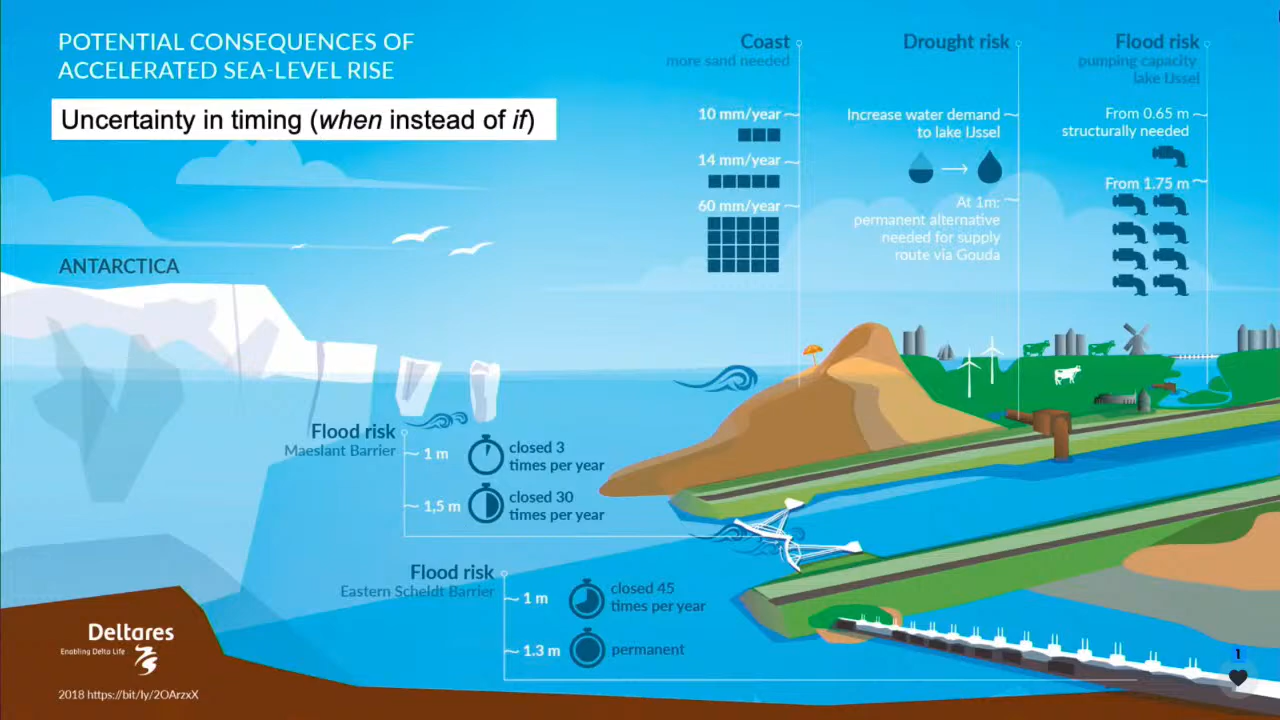 POTENTIAL CONSEQUENCES OF
ACCELERATED SEA-LEVEL RISE
Uncertainty in timing (when instead of if)
Coast
more sand needed
10 mm/year
14 mm/year
60 mm/year
Drought risk
Increase water demand
to lake IJssel
At 1m:
permanent alternative
needed for supply
route via Gouda
Flood risk
pumping capacity
lake IJssel
From 0.65 m
structurally needed
From 1.75 m
ANTARCTICA
Flood risk
Maeslant Barrier
1 m
closed 3
times per year
1,5 m
closed 30
times per year
Flood risk
Eastern Scheldt Barrier
1 m
closed 45
times per year
1.3 m
permanent
Deltares
Enabling Delta Life
2018 https://bit/ly/2OArzxX
1